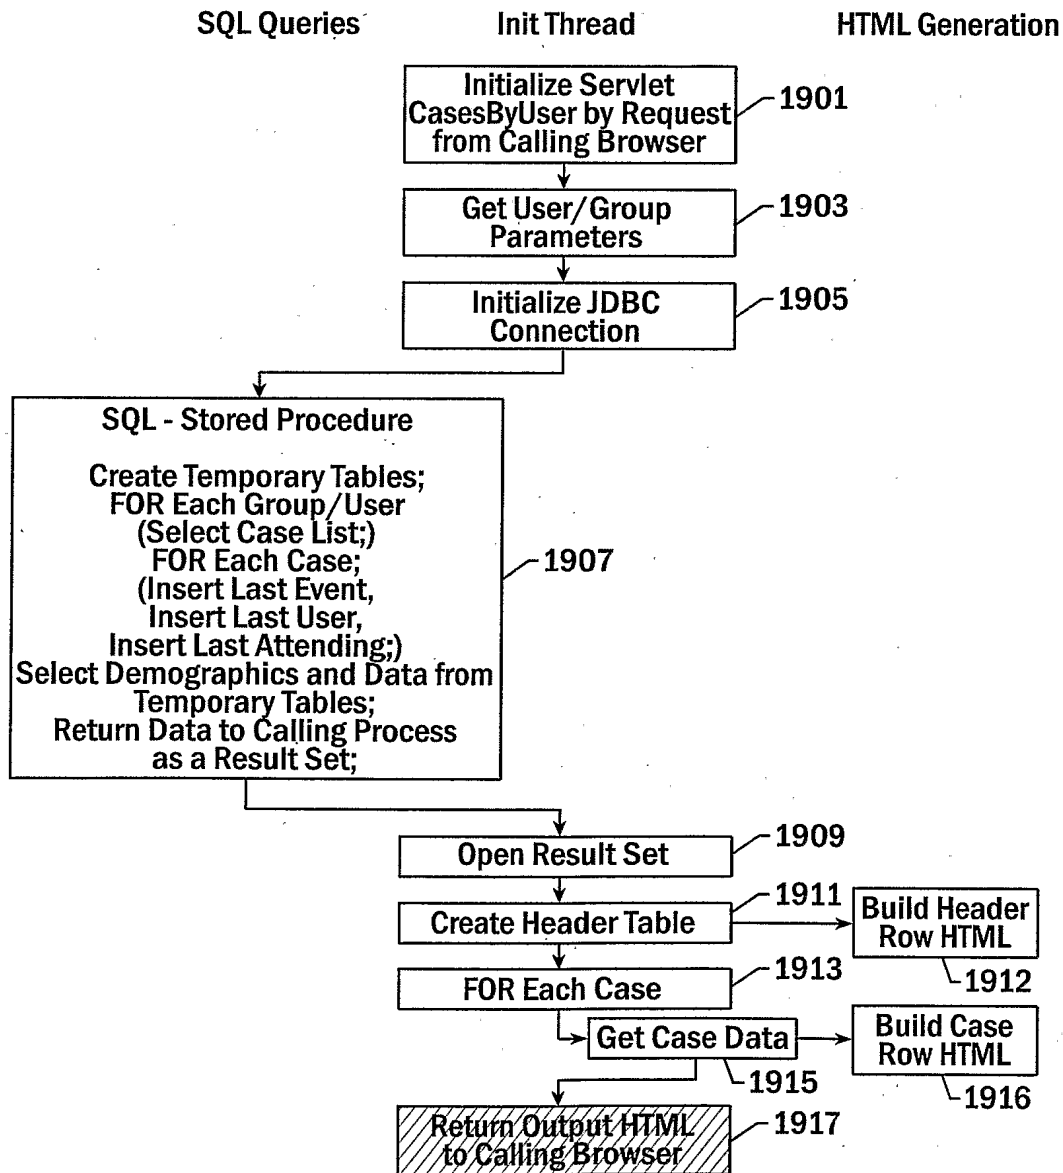 SQL Queries
Init Thread
HTML Generation
Initialize Servlet
CasesByUser by Request
from Calling Browser
1901
Get User/Group
Parameters
1903
Initialize JDBC
Connection
1905
SQL - Stored Procedure
Create Temporary Tables;
FOR Each Group/User
(Select Case List;)
FOR Each Case;
(Insert Last Event,
Insert Last User,
Insert Last Attending;)
Select Demographics and Data from
Temporary Tables;
Return Data to Calling Process
as a Result Set;
1907
Open Result Set
1909
Create Header Table
1911
Build Header
Row HTML
1912
FOR Each Case
1913
Get Case Data
1915
Build Case
Row HTML
1916
Return Output HTML
to Calling Browser
1917